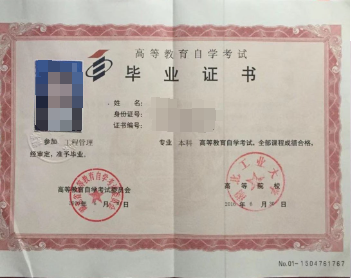 高等教育自学考试
毕业证书
姓名:
身份证号:
证书编号:
参加 工程管理 专业 本科 高等教育自学考试,全部课程成绩合格,
经审定,准予毕业。
高等教育自学考试委员会 高等院校
年 月 日 年 月 日
No.01-1304761767